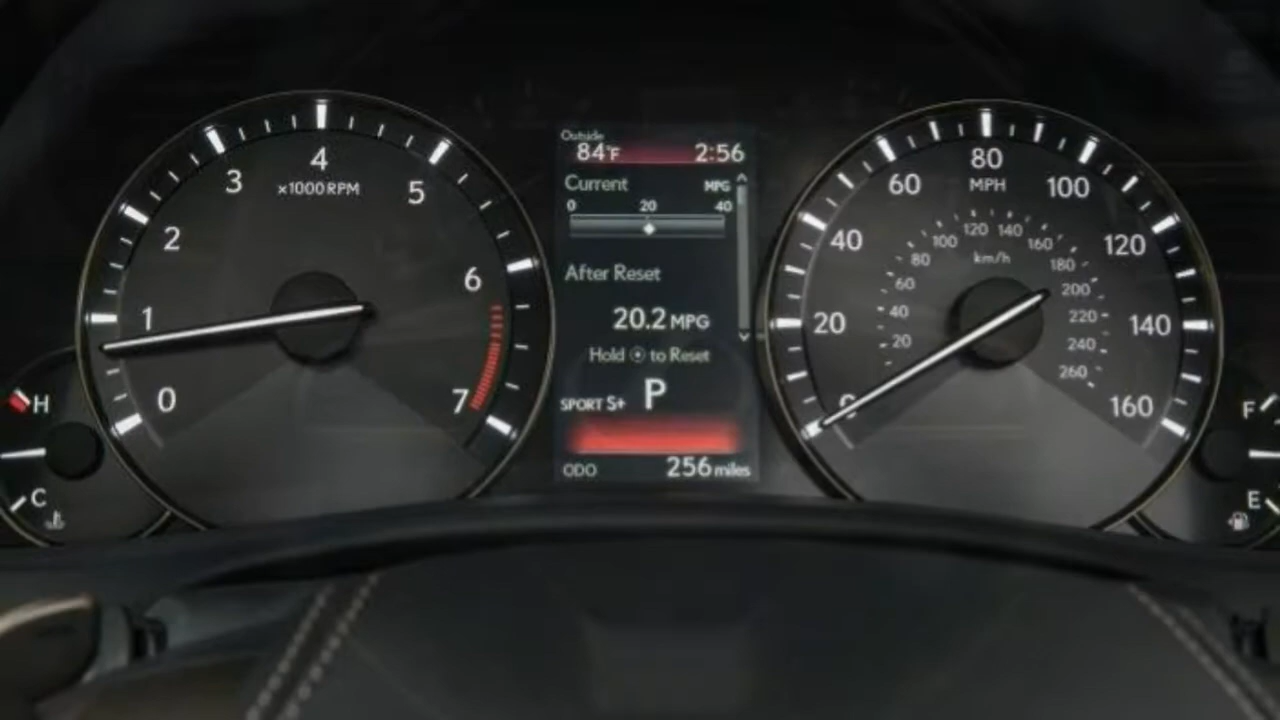 4
3
5
x1000 RPM
2
6
1
0
7
H
C
Outside
84°F 2:56
Current MPG
0 20 40
After Reset
20.2 MPG
Hold to Reset
SPORT S+ P
ODO 256 miles
80
60 MPH 100
40 120
20 140
0 160
120 140
100 160
80 km/h 180
60 200
40 220
20 240
260
F
E